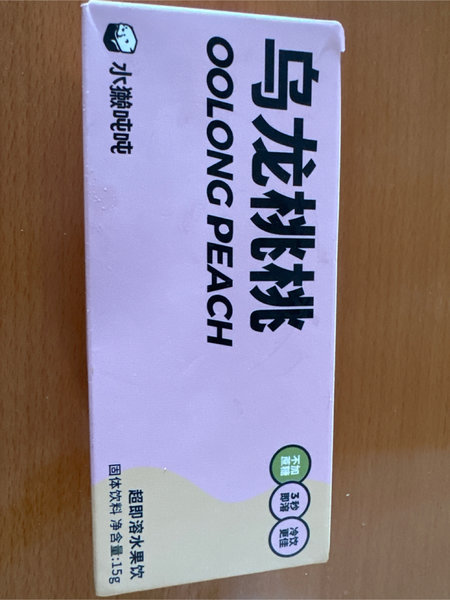 水獭吨吨
乌龙桃桃
OOLONG PEACH
不加
蔗糖
3秒
即溶
冷饮
更佳
超即溶水果饮
固体饮料 净含量:15g